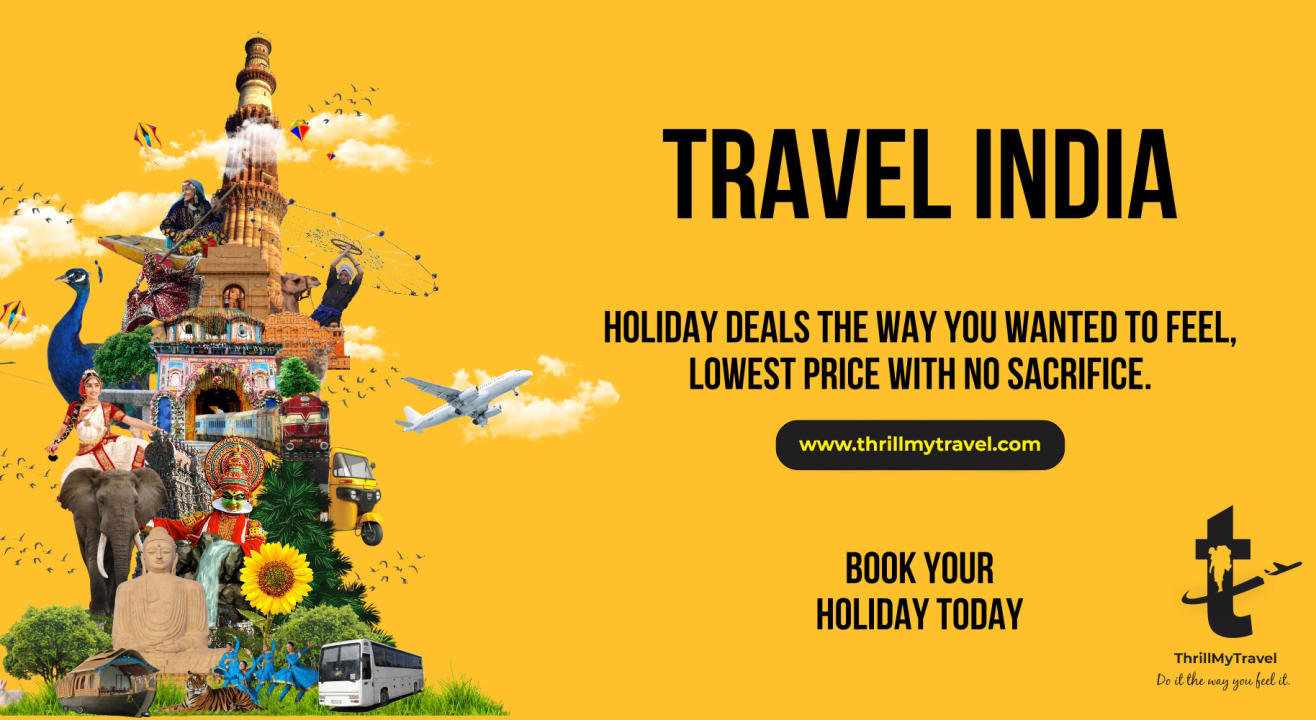 TRAVEL INDIA
HOLIDAY DEALS THE WAY YOU WANTED TO FEEL,
LOWEST PRICE WITH NO SACRIFICE.
www.thrillmytravel.com
BOOK YOUR
HOLIDAY TODAY
t
ThrillMyTravel
Do it the way you feel it.